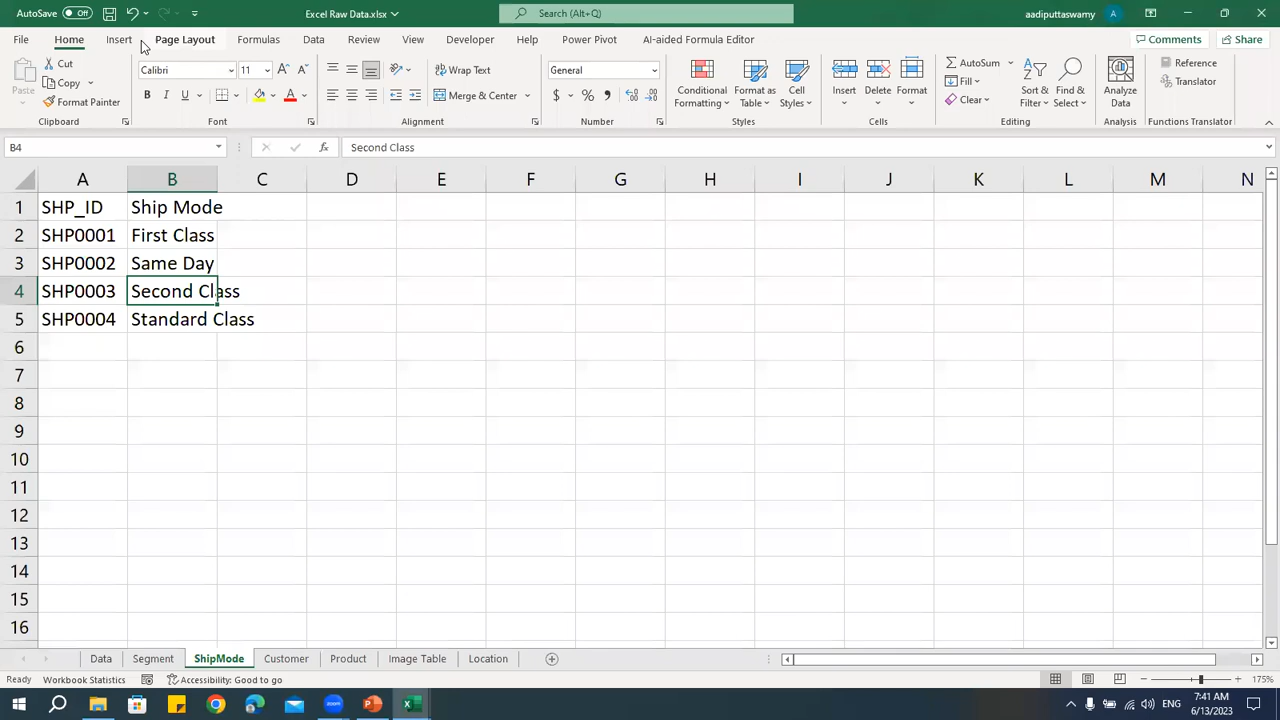 AutoSave Off Excel Raw Data.xlsx Search (Alt+Q) aadiputtaswamy A
File Home Insert Page Layout Formulas Data Review View Developer Help Power Pivot AI-aided Formula Editor Comments Share
Paste Cut Copy Format Painter
Calibri 11 B I U A
Wrap Text Merge & Center
General $ % ,
Conditional Formatting Format as Table Cell Styles
Insert Delete Format
AutoSum Fill Clear
Sort & Filter Find & Select
Analyze Data
Reference Translator
Clipboard Font Alignment Number Styles Cells Editing Analysis Functions Translator
B4 fx Second Class
A B C D E F G H I J K L M N
1 SHP_ID Ship Mode
2 SHP0001 First Class
3 SHP0002 Same Day
4 SHP0003 Second Class
5 SHP0004 Standard Class
6
7
8
9
10
11
12
13
14
15
16
Data Segment ShipMode Customer Product Image Table Location
Ready Workbook Statistics Accessibility: Good to go 175%
ENG 7:41 AM
6/13/2023